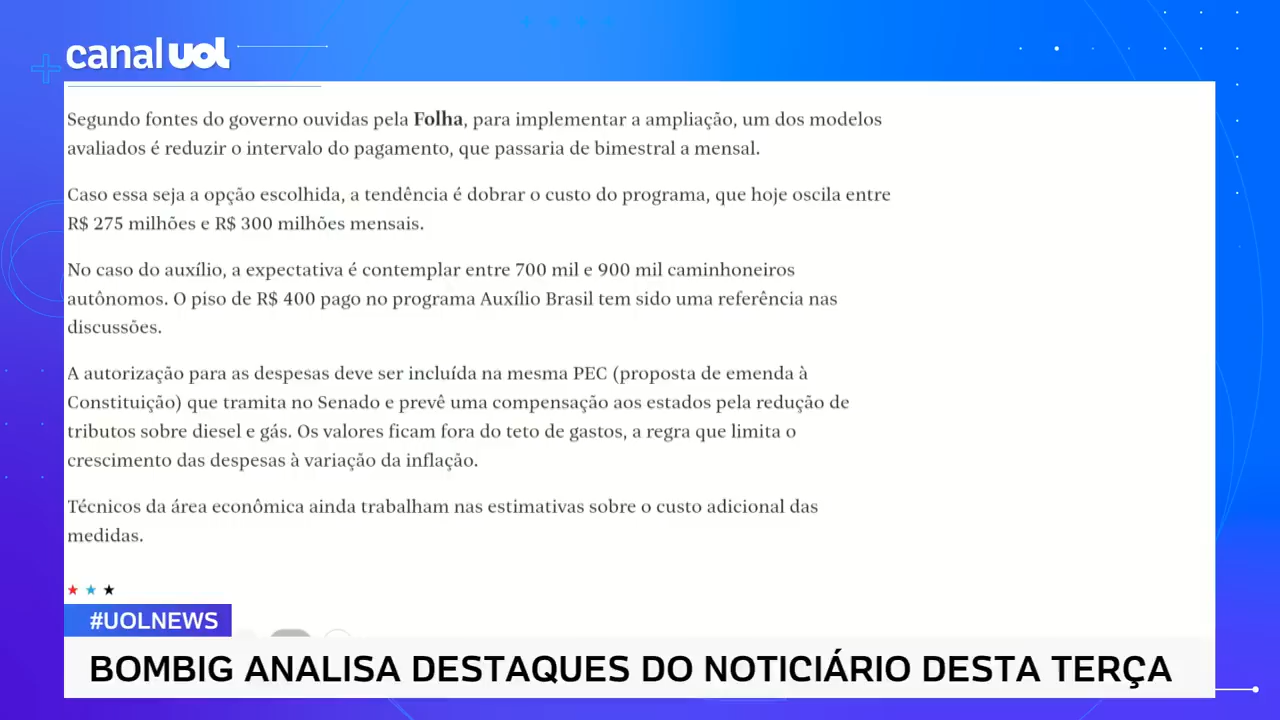 canal uol
Segundo fontes do governo ouvidas pela Folha, para implementar a ampliação, um dos modelos
avaliados é reduzir o intervalo do pagamento, que passaria de bimestral a mensal.
Caso essa seja a opção escolhida, a tendência é dobrar o custo do programa, que hoje oscila entre
R$ 275 milhões e R$ 300 milhões mensais.
No caso do auxílio, a expectativa é contemplar entre 700 mil e 900 mil caminhoneiros
autônomos. O piso de R$ 400 pago no programa Auxílio Brasil tem sido uma referência nas
discussões.
A autorização para as despesas deve ser incluída na mesma PEC (proposta de emenda à
Constituição) que tramita no Senado e prevê uma compensação aos estados pela redução de
tributos sobre diesel e gás. Os valores ficam fora do teto de gastos, a regra que limita o
crescimento das despesas à variação da inflação.
Técnicos da área econômica ainda trabalham nas estimativas sobre o custo adicional das
medidas.
#UOLNEWS
BOMBIG ANALISA DESTAQUES DO NOTICIÁRIO DESTA TERÇA